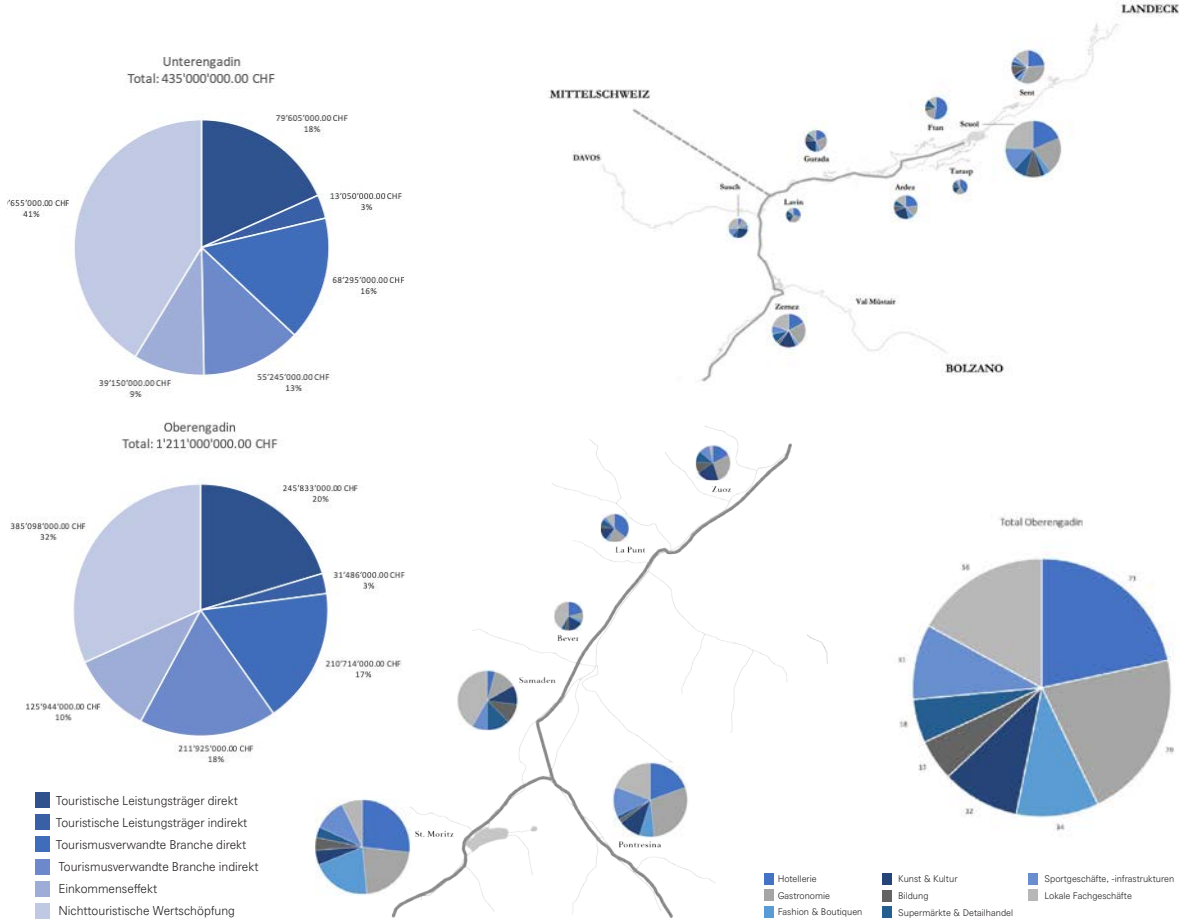 Unterengadin
Total: 435'000'000.00 CHF
79'605'000.00 CHF
18%
13'050'000.00 CHF
3%
68'295'000.00 CHF
16%
55'245'000.00 CHF
13%
39'150'000.00 CHF
9%
'655'000.00 CHF
41%
LANDECK
MITTELSCHWEIZ
DAVOS
Sent
Ftan
Scuol
Guarda
Tarasp
Ardez
Susch
Lavin
Zernez
Val Müstair
BOLZANO
Oberengadin
Total: 1'211'000'000.00 CHF
245'833'000.00 CHF
20%
31'486'000.00 CHF
3%
210'714'000.00 CHF
17%
211'925'000.00 CHF
18%
125'944'000.00 CHF
10%
385'098'000.00 CHF
32%
Touristische Leistungsträger direkt
Touristische Leistungsträger indirekt
Tourismusverwandte Branche direkt
Tourismusverwandte Branche indirekt
Einkommenseffekt
Nichttouristische Wertschöpfung
Zuoz
La Punt
Bever
Samaden
St. Moritz
Pontresina
Total Oberengadin
34
32
Hotellerie
Gastronomie
Fashion & Boutiquen
Kunst & Kultur
Bildung
Supermärkte & Detailhandel
Sportgeschäfte, -infrastrukturen
Lokale Fachgeschäfte